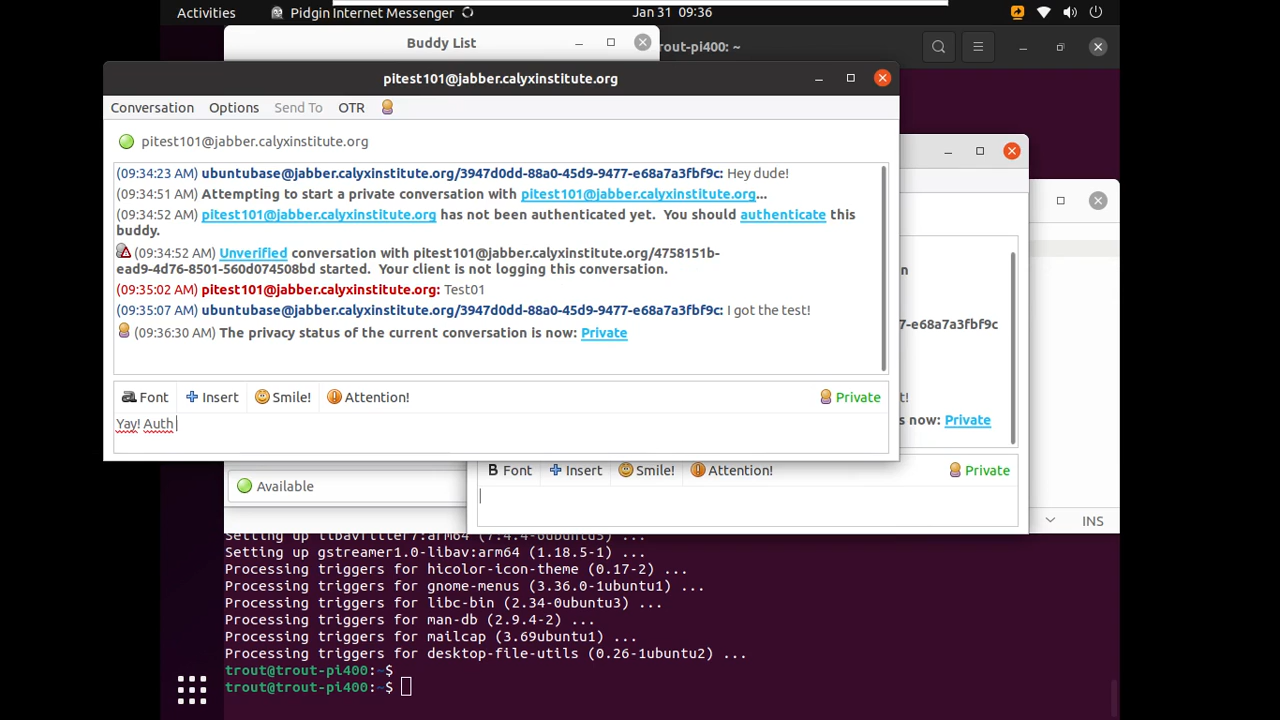 Activities
Pidgin Internet Messenger
Jan 31 09:36
Buddy List
trout-pi400: ~
pitest101@jabber.calyxinstitute.org
Conversation Options Send To OTR
pitest101@jabber.calyxinstitute.org
(09:34:23 AM) ubuntubase@jabber.calyxinstitute.org/3947d0dd-88a0-45d9-9477-e68a7a3fbf9c: Hey dude!
(09:34:51 AM) Attempting to start a private conversation with pitest101@jabber.calyxinstitute.org...
(09:34:52 AM) pitest101@jabber.calyxinstitute.org has not been authenticated yet.  You should authenticate this
buddy.
(09:34:52 AM) Unverified conversation with pitest101@jabber.calyxinstitute.org/4758151b-
ead9-4d76-8501-560d074508bd started.  Your client is not logging this conversation.
(09:35:02 AM) pitest101@jabber.calyxinstitute.org: Test01
(09:35:07 AM) ubuntubase@jabber.calyxinstitute.org/3947d0dd-88a0-45d9-9477-e68a7a3fbf9c: I got the test!
(09:36:30 AM) The privacy status of the current conversation is now: Private
Font Insert Smile! Attention! Private
Yay! Auth
7-e68a7a3fbf9c
t!
s now: Private
Font Insert Smile! Attention! Private
Available
INS
Setting up libavfilter7:arm64 (7:4.4-6ubuntu5) ...
Setting up gstreamer1.0-libav:arm64 (1.18.5-1) ...
Processing triggers for hicolor-icon-theme (0.17-2) ...
Processing triggers for gnome-menus (3.36.0-1ubuntu1) ...
Processing triggers for libc-bin (2.34-0ubuntu3) ...
Processing triggers for man-db (2.9.4-2) ...
Processing triggers for mailcap (3.69ubuntu1) ...
Processing triggers for desktop-file-utils (0.26-1ubuntu2) ...
trout@trout-pi400:~$
trout@trout-pi400:~$